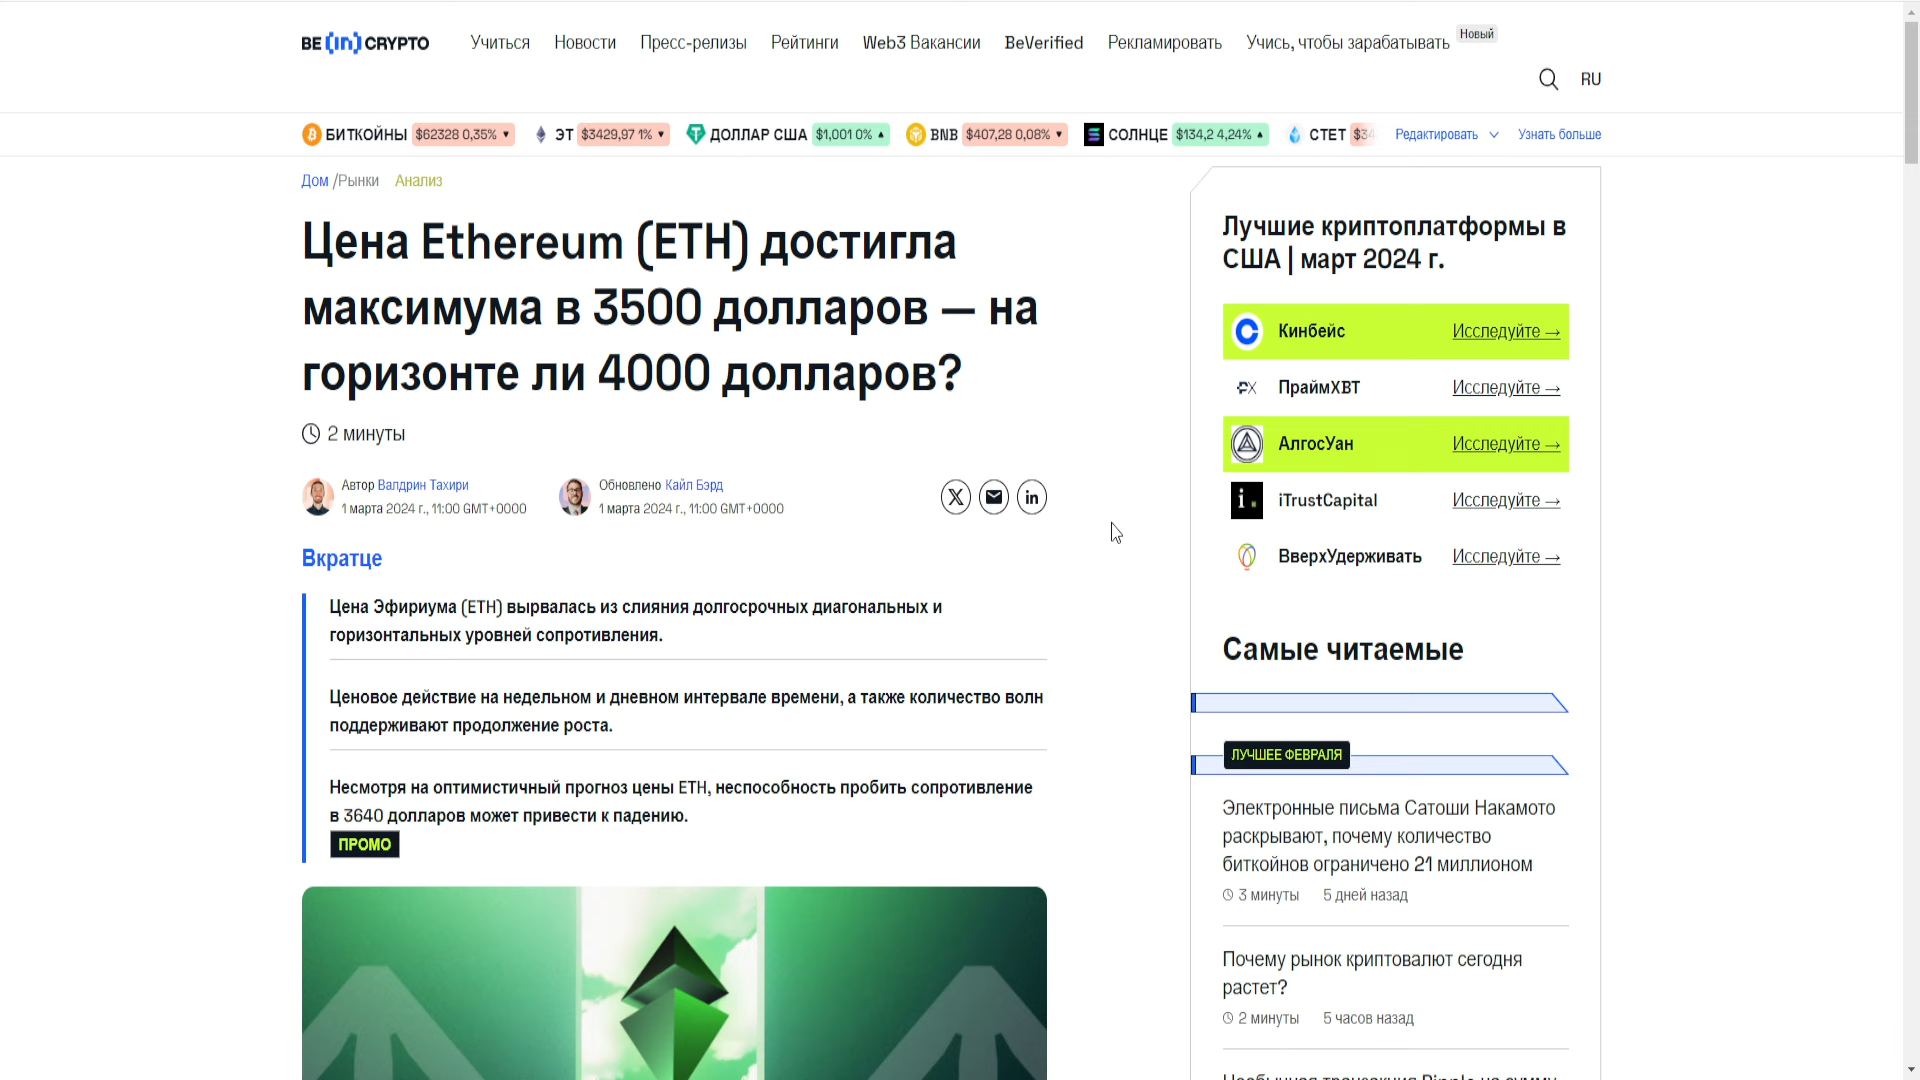 BE[in]CRYPTO
Учиться Новости Пресс-релизы Рейтинги Web3 Вакансии BeVerified Рекламировать Учись, чтобы зарабатывать Новый
RU
БИТКОЙНЫ $62328 0,35% ▼ ЭТ $3429,97 1% ▼ ДОЛЛАР США $1,001 0% ▲ BNB $407,28 0,08% ▼ СОЛНЦЕ $134,2 4,24% ▲ СТЕТ $34 Редактировать Узнать больше
Дом /Рынки Анализ
Цена Ethereum (ETH) достигла
максимума в 3500 долларов — на
горизонте ли 4000 долларов?
2 минуты
Автор Валдрин Тахири
1 марта 2024 г., 11:00 GMT+0000
Обновлено Кайл Бэрд
1 марта 2024 г., 11:00 GMT+0000
Вкратце
Цена Эфириума (ETH) вырвалась из слияния долгосрочных диагональных и
горизонтальных уровней сопротивления.
Ценовое действие на недельном и дневном интервале времени, а также количество волн
поддерживают продолжение роста.
Несмотря на оптимистичный прогноз цены ETH, неспособность пробить сопротивление
в 3640 долларов может привести к падению.
ПРОМО
Лучшие криптоплатформы в
США | март 2024 г.
Кинбейс Исследуйте →
ПраймХВТ Исследуйте →
АлгосУан Исследуйте →
iTrustCapital Исследуйте →
ВверхУдерживать Исследуйте →
Самые читаемые
ЛУЧШЕЕ ФЕВРАЛЯ
Электронные письма Сатоши Накамото
раскрывают, почему количество
биткойнов ограничено 21 миллионом
3 минуты 5 дней назад
Почему рынок криптовалют сегодня
растет?
2 минуты 5 часов назад
Необычная транзакция Ripple на сумму